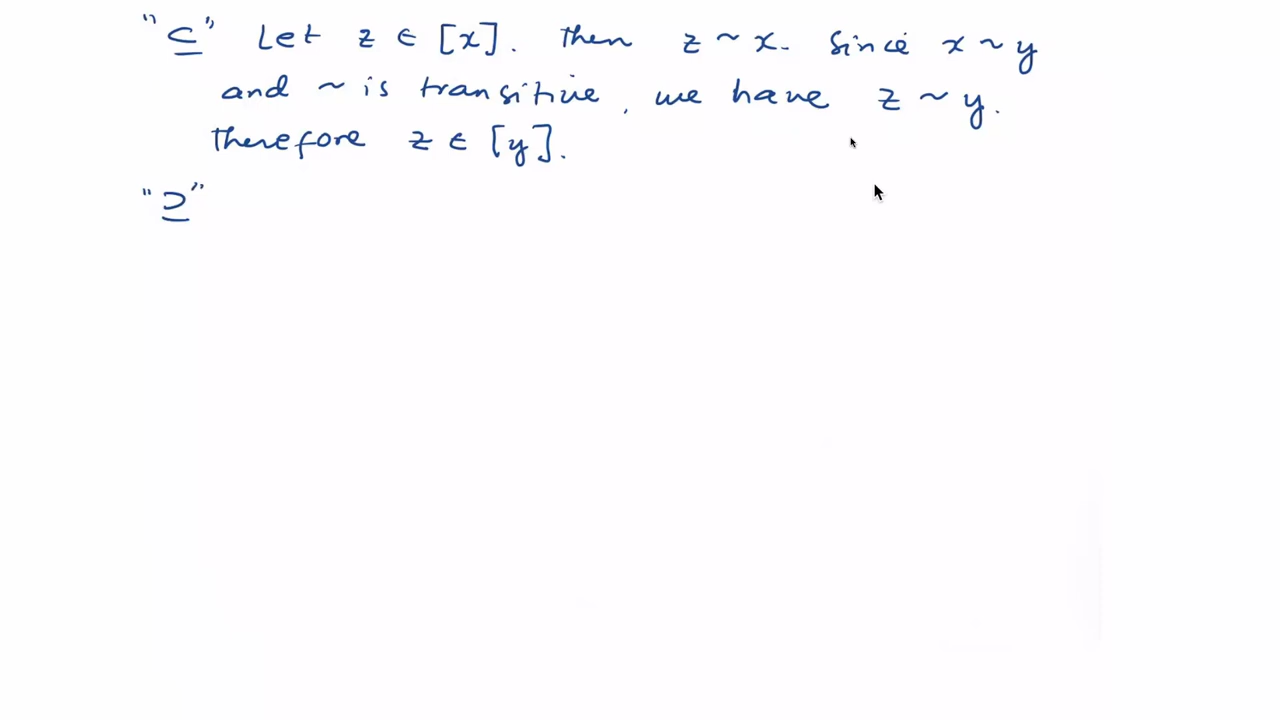 "⊆" Let z ∈ [x]. Then z ~ x. Since x ~ y
and ~ is transitive, we have z ~ y.
Therefore z ∈ [y].
"⊇"